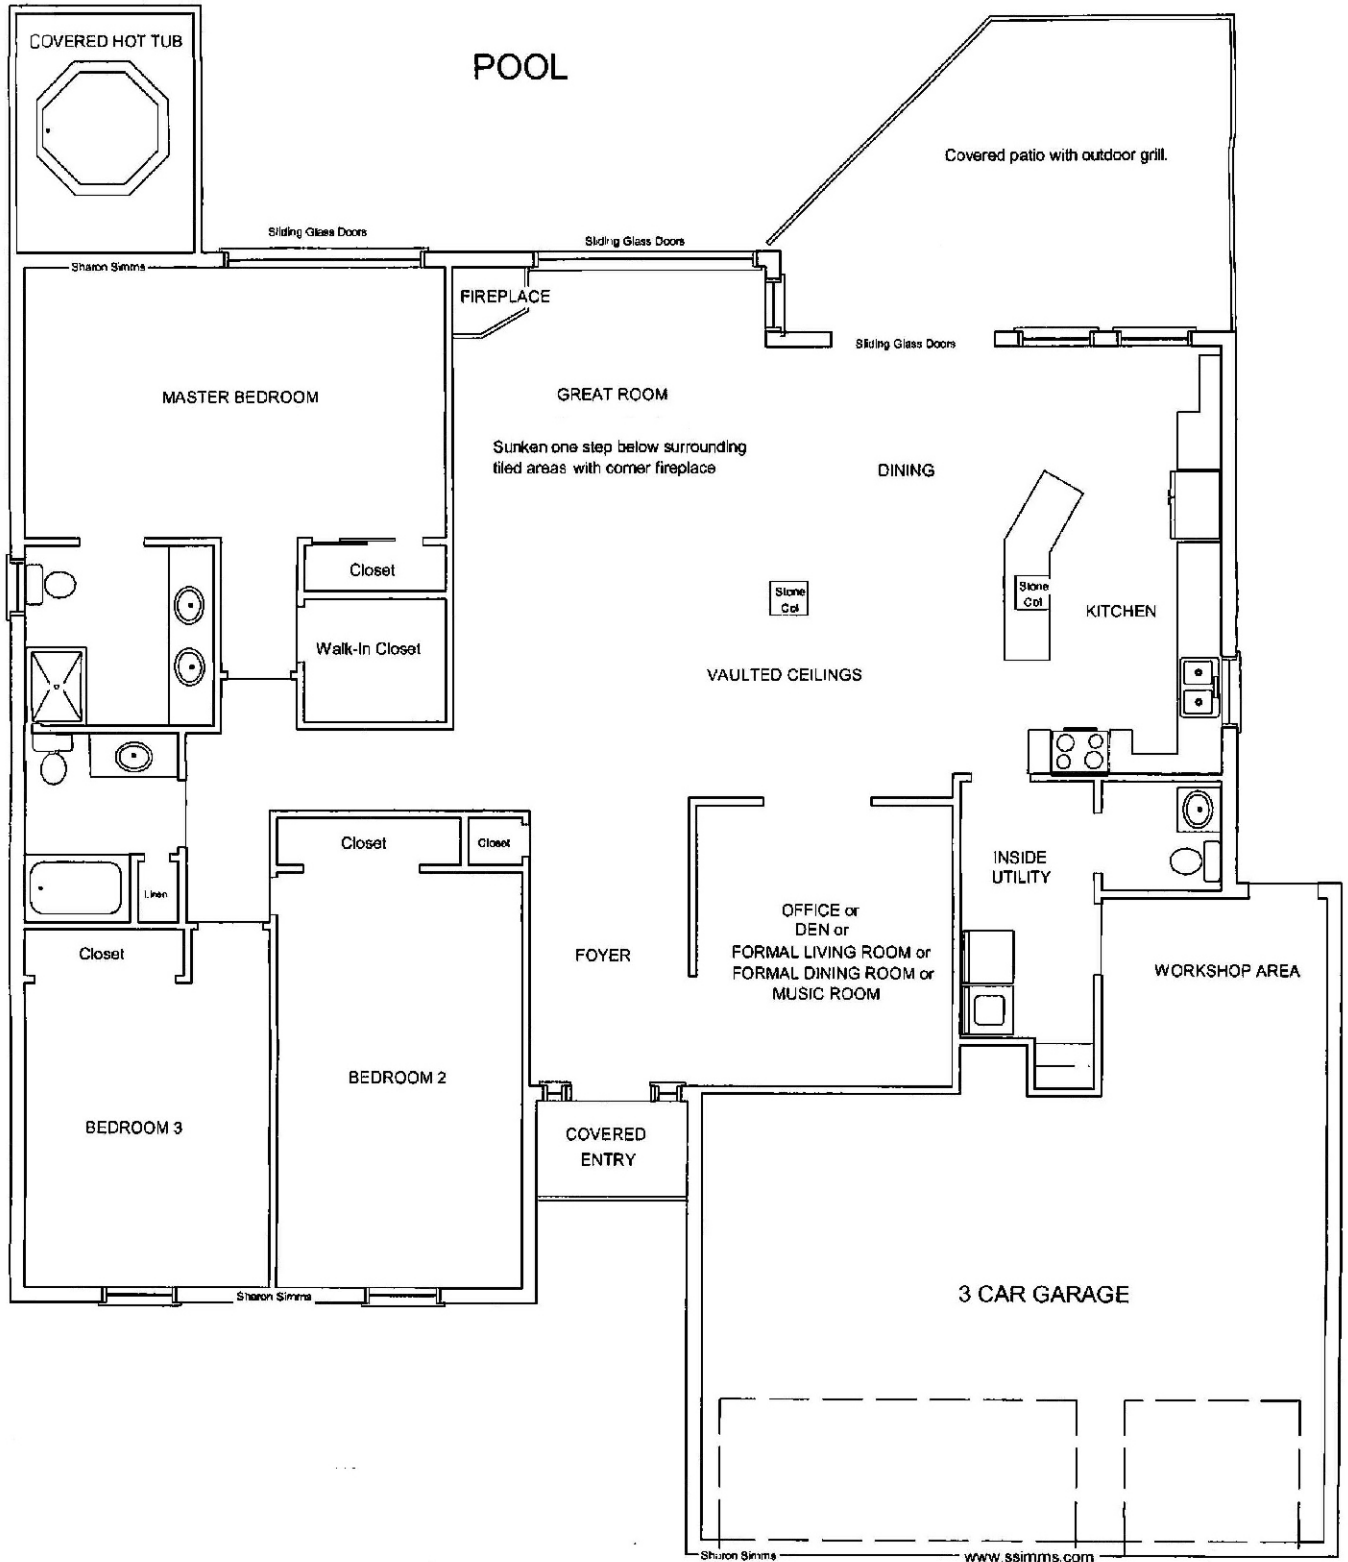 COVERED HOT TUB
POOL
Covered patio with outdoor grill.
Sliding Glass Doors
Sliding Glass Doors
Sharon Simms
FIREPLACE
Sliding Glass Doors
MASTER BEDROOM
GREAT ROOM
Sunken one step below surrounding
tiled areas with corner fireplace
DINING
Closet
Stone
Col
Stone
Col
KITCHEN
Walk-In Closet
VAULTED CEILINGS
Closet
Closet
Linen
INSIDE
UTILITY
OFFICE or
DEN or
FORMAL LIVING ROOM or
FORMAL DINING ROOM or
MUSIC ROOM
Closet
FOYER
WORKSHOP AREA
BEDROOM 2
BEDROOM 3
COVERED
ENTRY
Sharon Simms
3 CAR GARAGE
Sharon Simms
www.ssimms.com